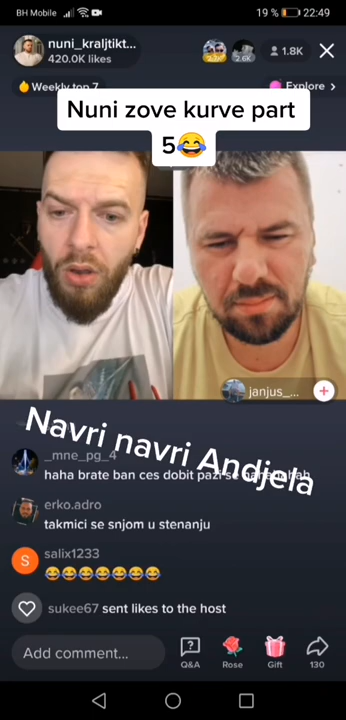 BH Mobile
19 %
22:49
nuni_kraljtikt...
420.0K likes
2.6K
1.8K
Weekly top 7
Explore >
Nuni zove kurve part
5😂
janjus_...
Navri navri Andjela
_mne_pg_4
haha brate ban ces dobit pazi se
erko.adro
takmici se snjom u stenanju
S
salix1233
😂😂😂😂😂😂😂
sukee67 sent likes to the host
Add comment...
Q&A
Rose
Gift
130